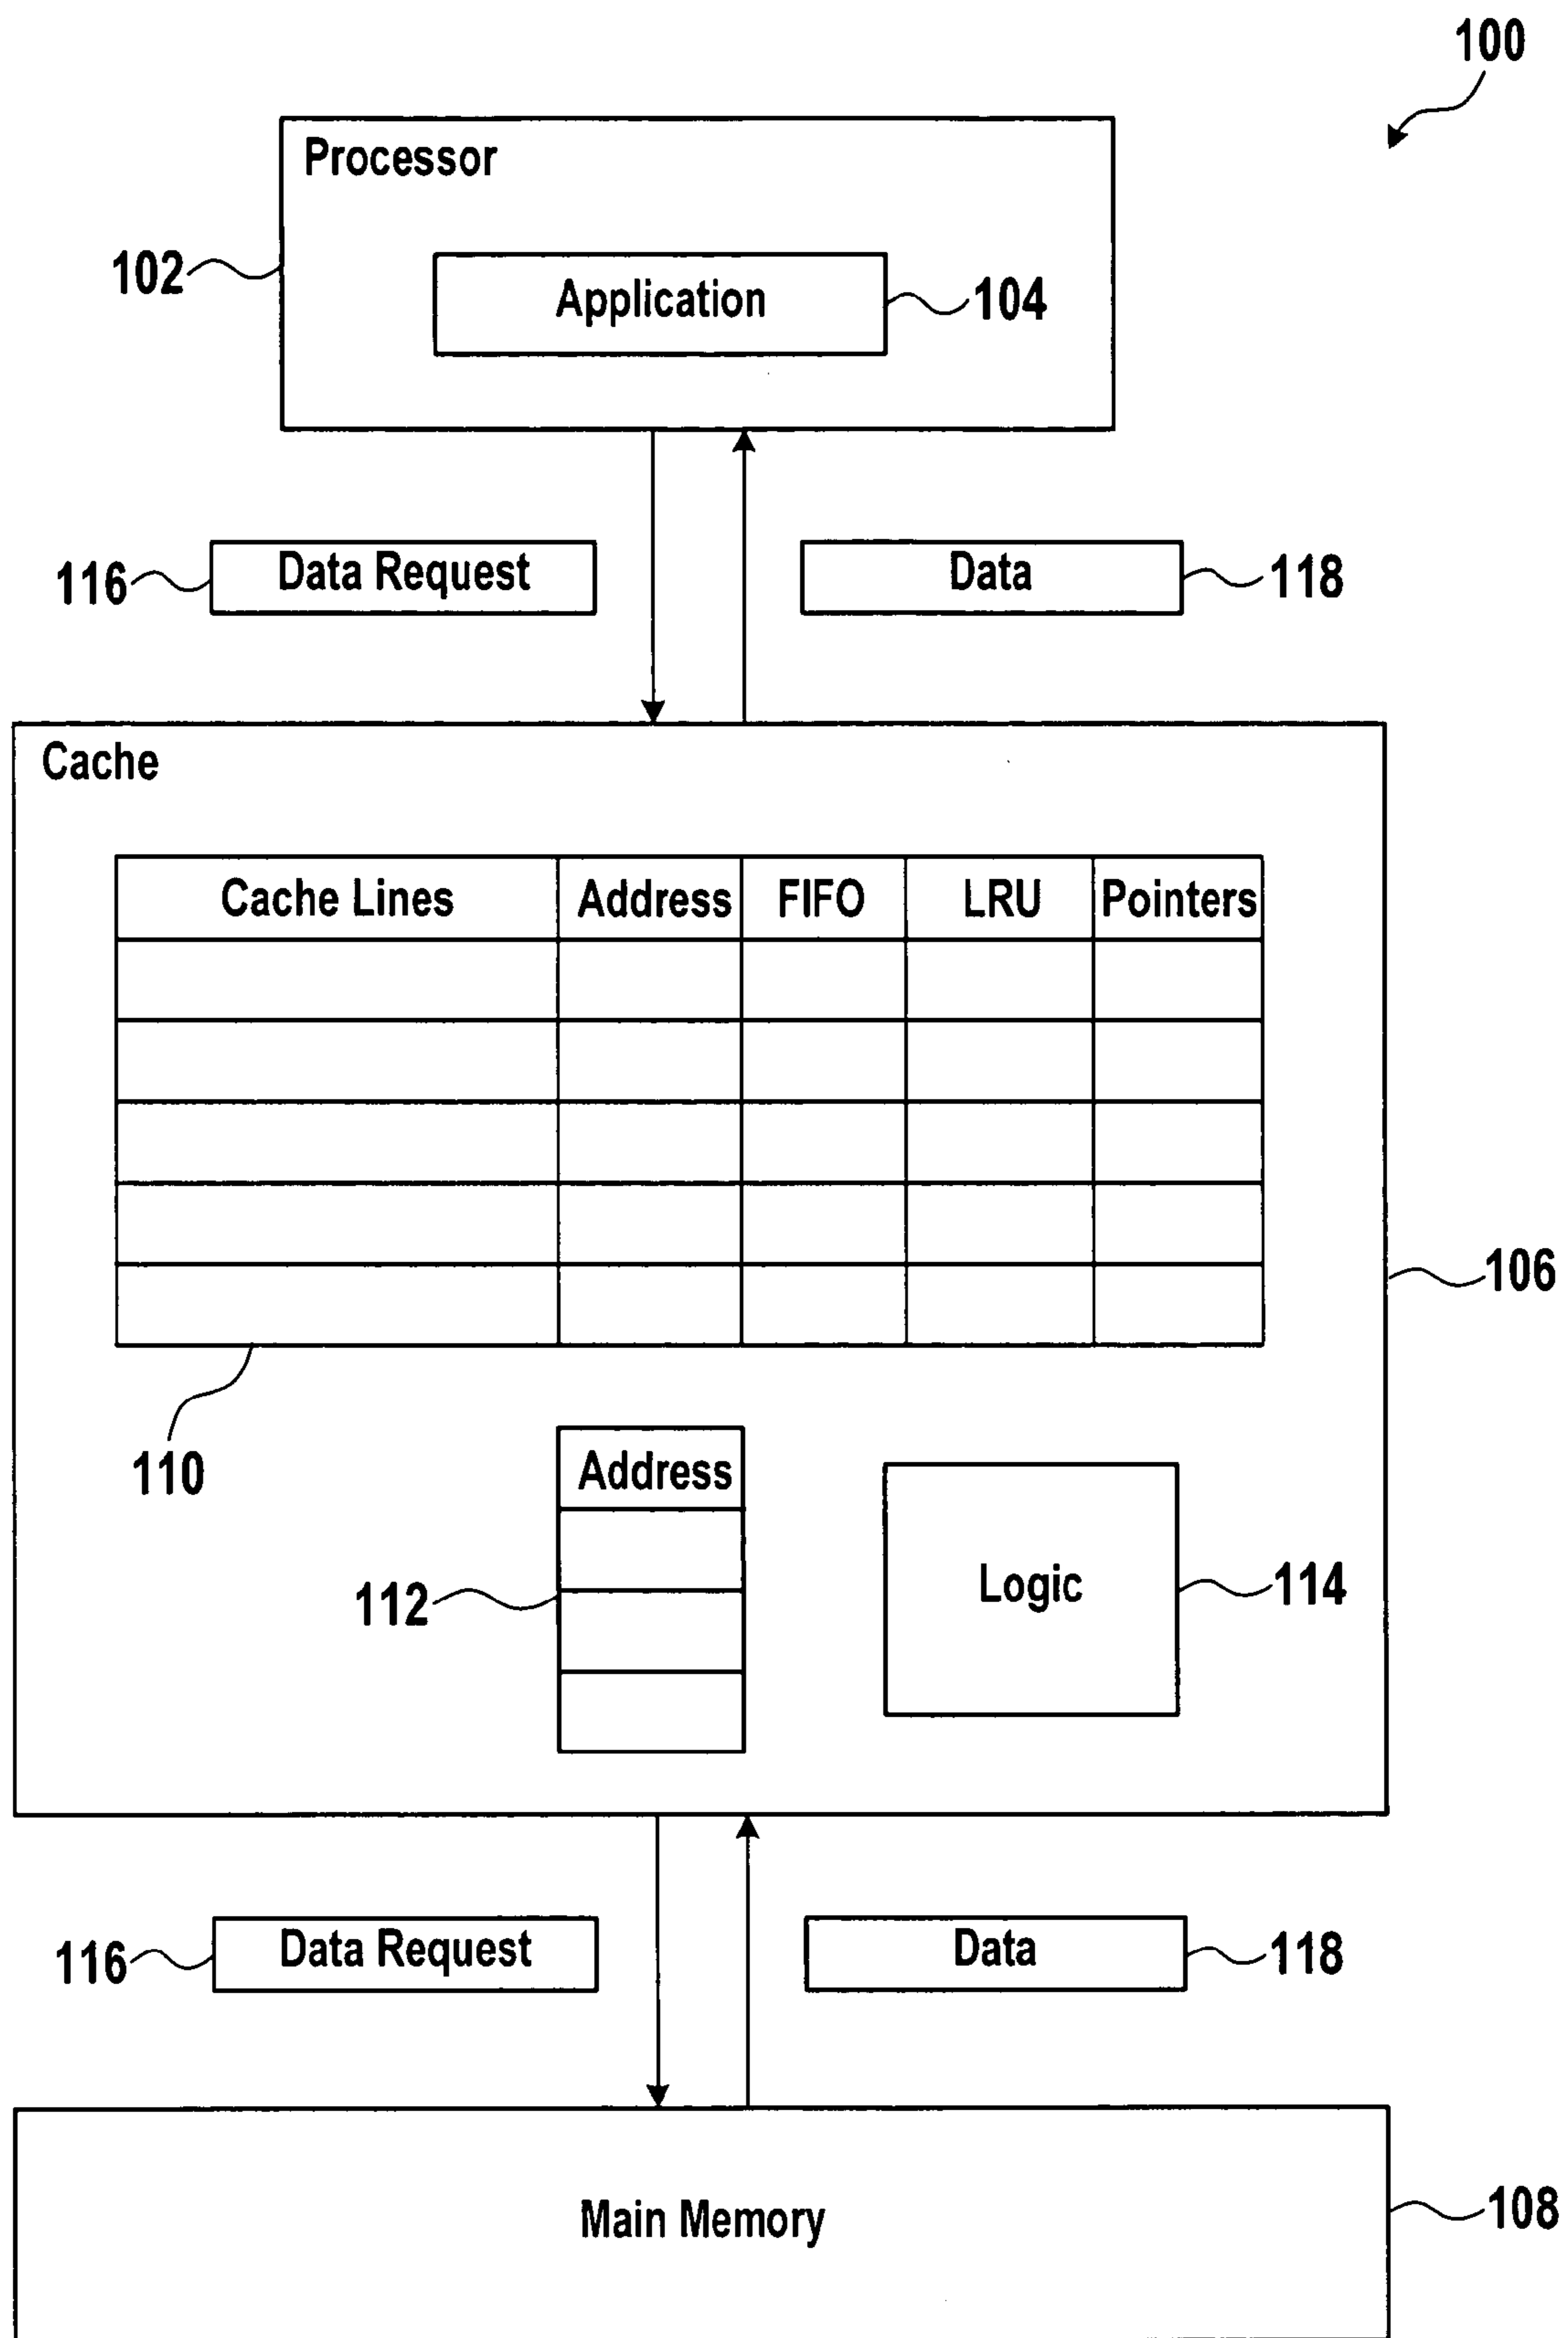 100
Processor
102
Application
104
116
Data Request
Data
118
Cache
Cache Lines Address FIFO LRU Pointers
106
110
Address
112
Logic
114
116
Data Request
Data
118
Main Memory
108